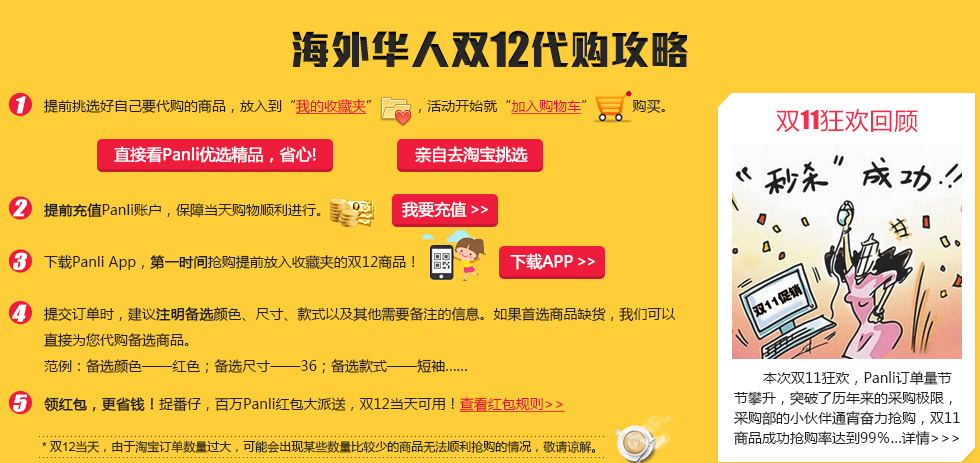 海外华人双12代购攻略
1 提前挑选好自己要代购的商品，放入到“我的收藏夹”，活动开始就“加入购物车”购买。
直接看Panli优选精品，省心!
亲自去淘宝挑选
2 提前充值Panli账户，保障当天购物顺利进行。
我要充值 >>
3 下载Panli App，第一时间抢购提前放入收藏夹的双12商品！
下载APP >>
4 提交订单时，建议注明备选颜色、尺寸、款式以及其他需要备注的信息。如果首选商品缺货，我们可以
直接为您代购备选商品。
范例：备选颜色——红色；备选尺寸——36；备选款式——短袖......
5 领红包，更省钱！捉番仔，百万Panli红包大派送，双12当天可用！查看红包规则>>
* 双12当天，由于淘宝订单数量过大，可能会出现某些数量比较少的商品无法顺利抢购的情况，敬请谅解。
双11狂欢回顾
“秒杀”成功!!
双11促销
本次双11狂欢，Panli订单量节
节攀升，突破了历年来的采购极限，
采购部的小伙伴通宵奋力抢购，双11
商品成功抢购率达到99%...详情>>>